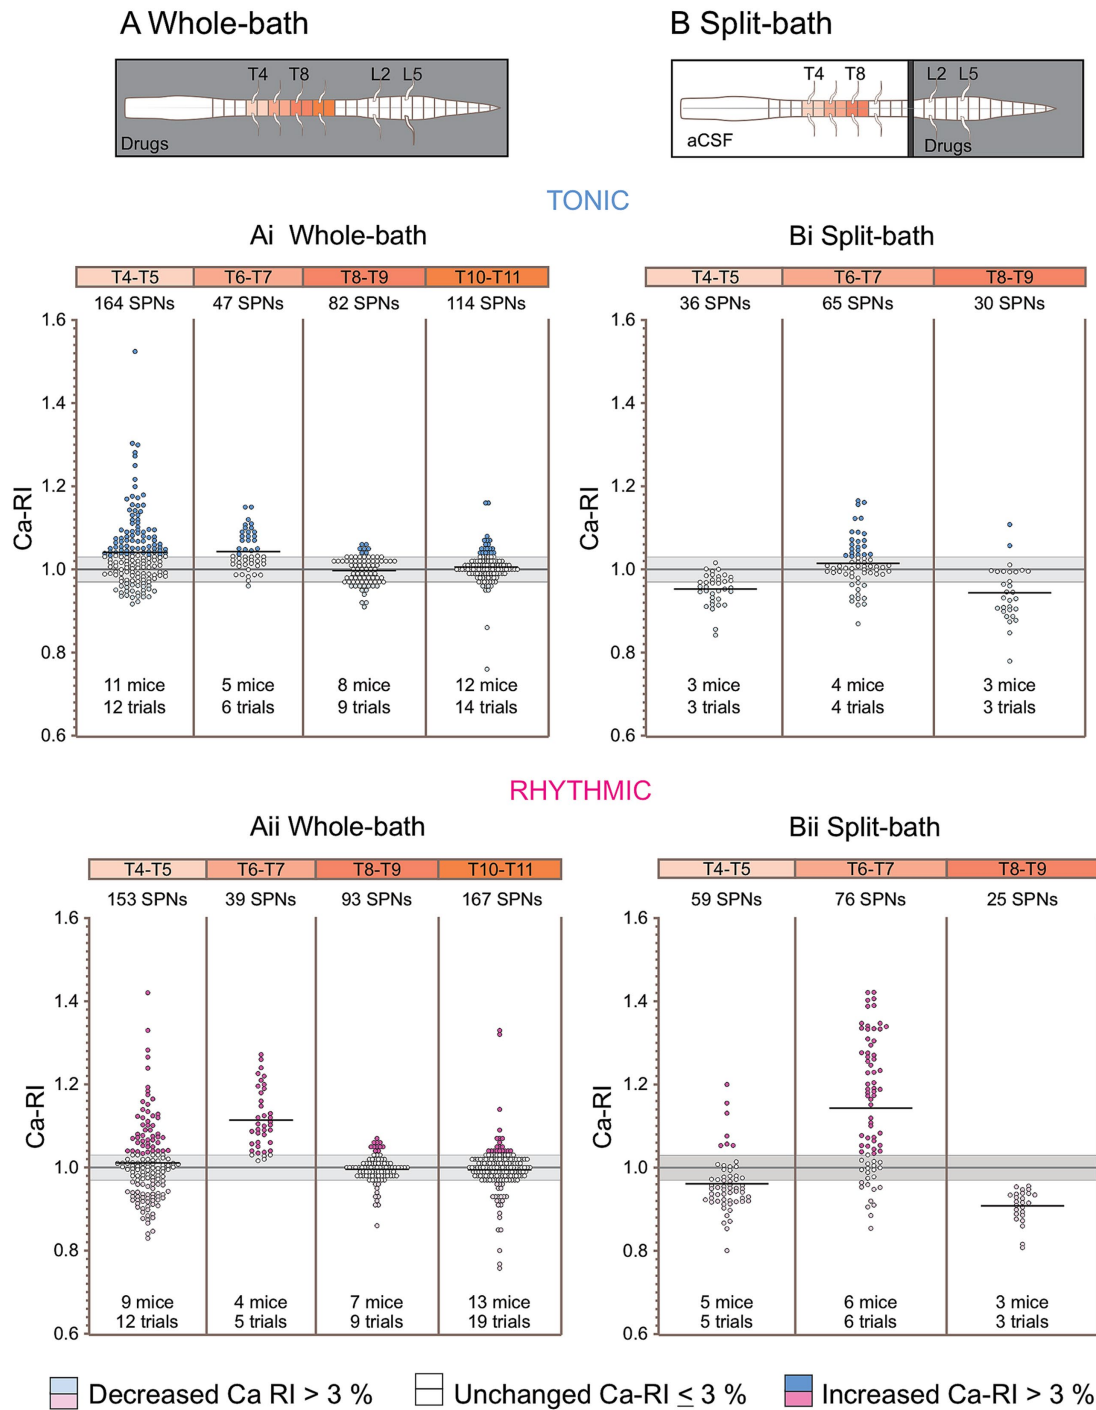 A Whole-bath
B Split-bath
T4 T8 L2 L5
Drugs
T4 T8 L2 L5
aCSF
Drugs
TONIC
Ai Whole-bath
Bi Split-bath
T4-T5 T6-T7 T8-T9 T10-T11
164 SPNs 47 SPNs 82 SPNs 114 SPNs
1.6
1.4
1.2
1.0
0.8
0.6
Ca-RI
11 mice 5 mice 8 mice 12 mice
12 trials 6 trials 9 trials 14 trials
T4-T5 T6-T7 T8-T9
36 SPNs 65 SPNs 30 SPNs
1.6
1.4
1.2
1.0
0.8
0.6
Ca-RI
3 mice 4 mice 3 mice
3 trials 4 trials 3 trials
RHYTHMIC
Aii Whole-bath
Bii Split-bath
T4-T5 T6-T7 T8-T9 T10-T11
153 SPNs 39 SPNs 93 SPNs 167 SPNs
1.6
1.4
1.2
1.0
0.8
0.6
Ca-RI
9 mice 4 mice 7 mice 13 mice
12 trials 5 trials 9 trials 19 trials
T4-T5 T6-T7 T8-T9
59 SPNs 76 SPNs 25 SPNs
1.6
1.4
1.2
1.0
0.8
0.6
Ca-RI
5 mice 6 mice 3 mice
5 trials 6 trials 3 trials
Decreased Ca RI > 3 %
Unchanged Ca-RI ≤ 3 %
Increased Ca-RI > 3 %